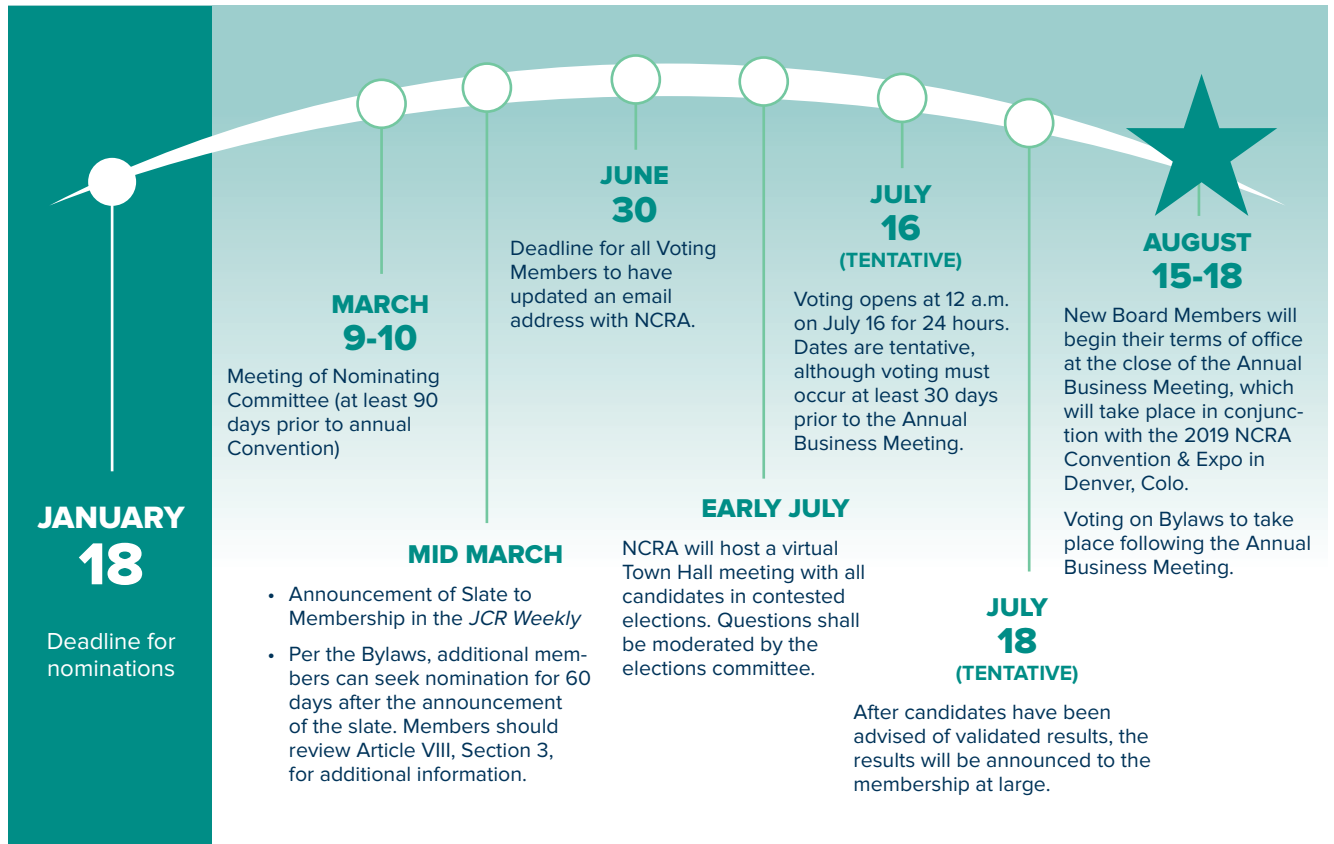 JANUARY
18
Deadline for
nominations
MARCH
9-10
Meeting of Nominating
Committee (at least 90
days prior to annual
Convention)
MID MARCH
• Announcement of Slate to
Membership in the JCR Weekly
• Per the Bylaws, additional mem-
bers can seek nomination for 60
days after the announcement
of the slate. Members should
review Article VIII, Section 3,
for additional information.
JUNE
30
Deadline for all Voting
Members to have
updated an email
address with NCRA.
EARLY JULY
NCRA will host a virtual
Town Hall meeting with all
candidates in contested
elections. Questions shall
be moderated by the
elections committee.
JULY
16
(TENTATIVE)
Voting opens at 12 a.m.
on July 16 for 24 hours.
Dates are tentative,
although voting must
occur at least 30 days
prior to the Annual
Business Meeting.
JULY
18
(TENTATIVE)
After candidates have been
advised of validated results, the
results will be announced to the
membership at large.
AUGUST
15-18
New Board Members will
begin their terms of office
at the close of the Annual
Business Meeting, which
will take place in conjunc-
tion with the 2019 NCRA
Convention & Expo in
Denver, Colo.
Voting on Bylaws to take
place following the Annual
Business Meeting.